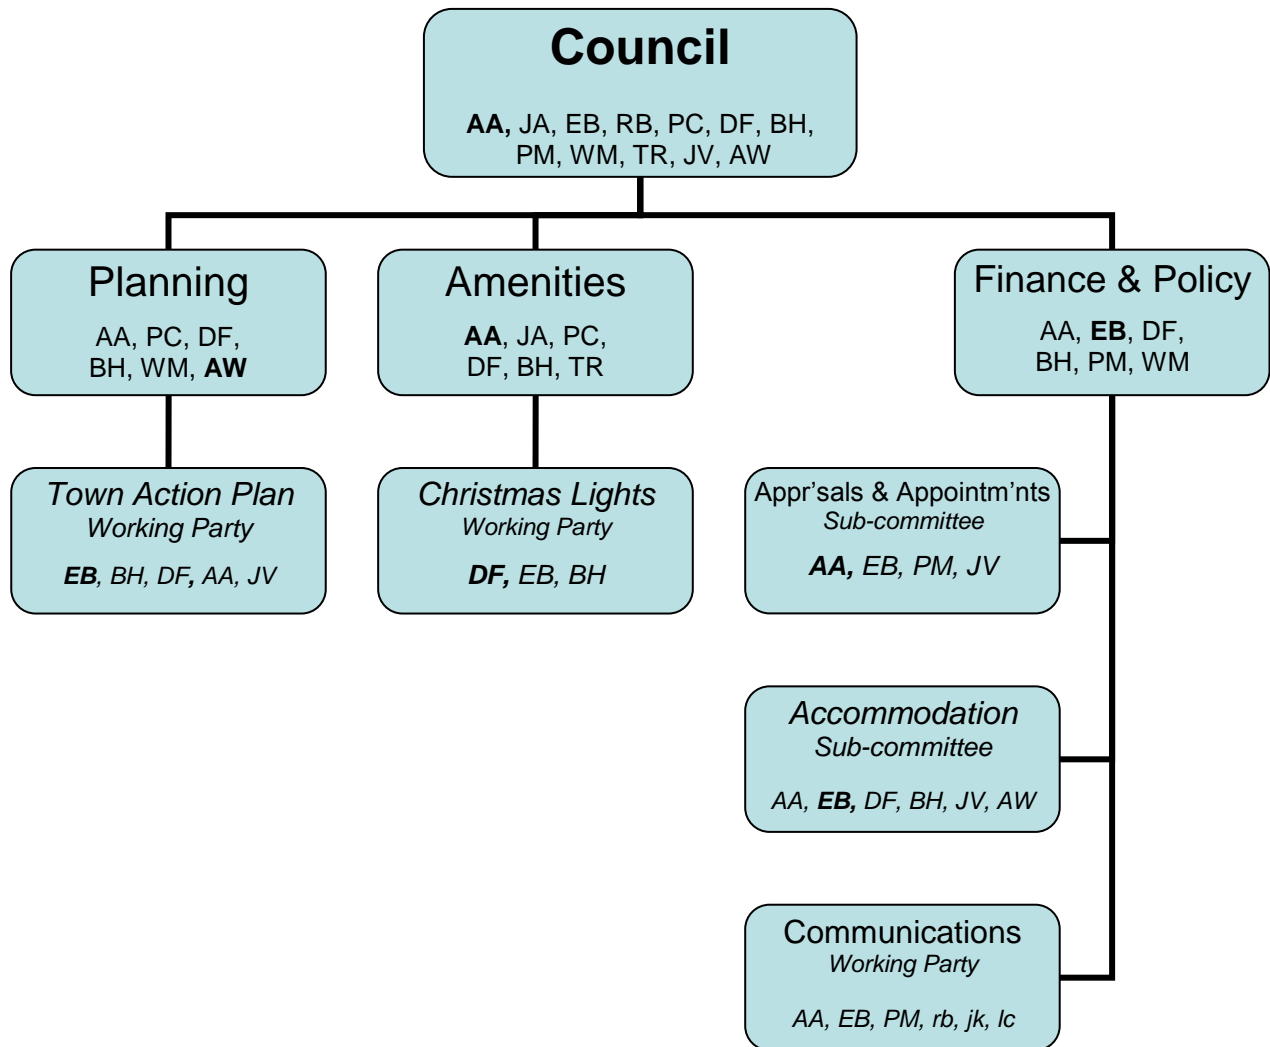 Council
AA, JA, EB, RB, PC, DF, BH,
PM, WM, TR, JV, AW
Planning
AA, PC, DF,
BH, WM, AW
Amenities
AA, JA, PC,
DF, BH, TR
Finance & Policy
AA, EB, DF,
BH, PM, WM
Town Action Plan
Working Party
EB, BH, DF, AA, JV
Christmas Lights
Working Party
DF, EB, BH
Appr'sals & Appointm'nts
Sub-committee
AA, EB, PM, JV
Accommodation
Sub-committee
AA, EB, DF, BH, JV, AW
Communications
Working Party
AA, EB, PM, rb, jk, lc